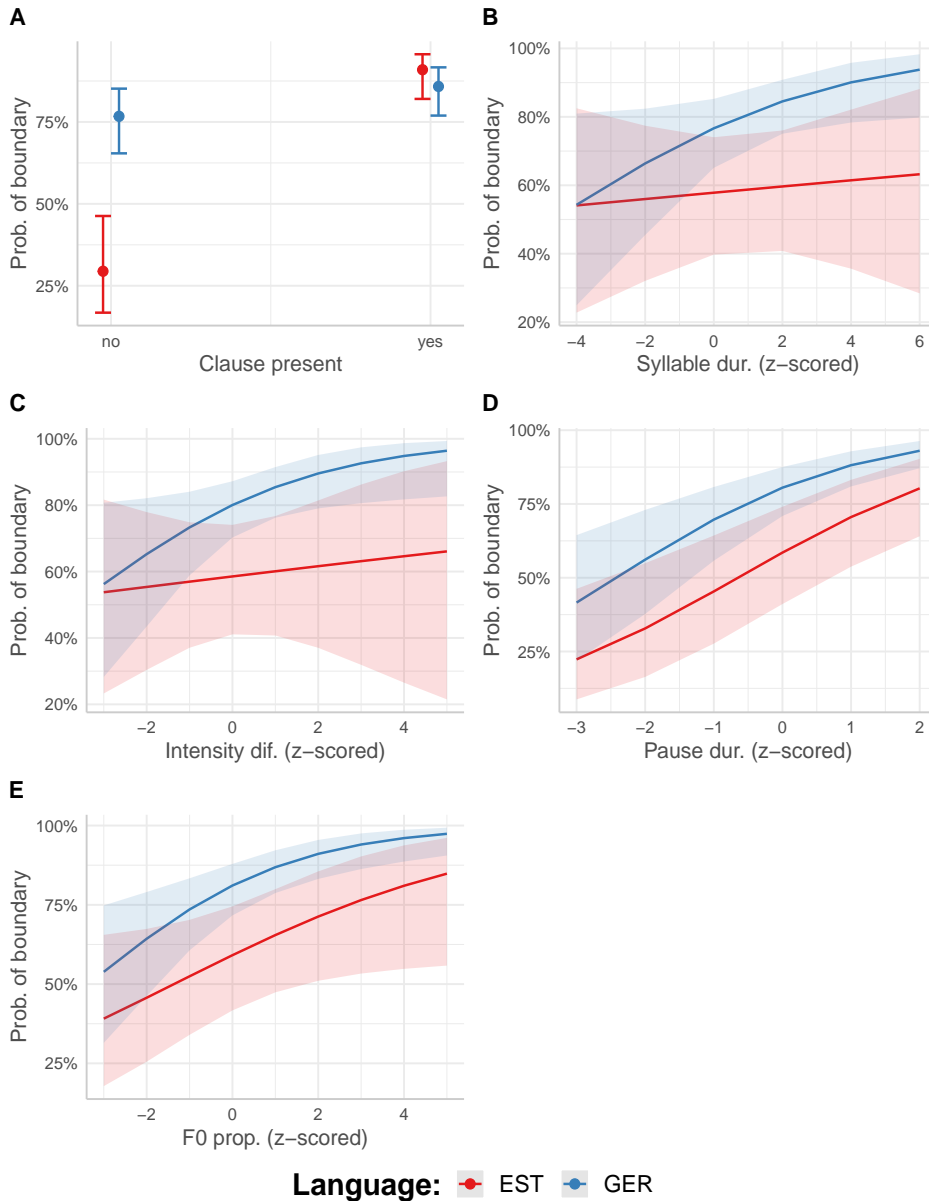 A
Prob. of boundary
75%
50%
25%
no
yes
Clause present
B
Prob. of boundary
100%
80%
60%
40%
20%
−4 −2 0 2 4 6
Syllable dur. (z−scored)
C
Prob. of boundary
100%
80%
60%
40%
20%
−2 0 2 4
Intensity dif. (z−scored)
D
Prob. of boundary
100%
75%
50%
25%
−3 −2 −1 0 1 2
Pause dur. (z−scored)
E
Prob. of boundary
100%
75%
50%
25%
−2 0 2 4
F0 prop. (z−scored)
Language: EST GER